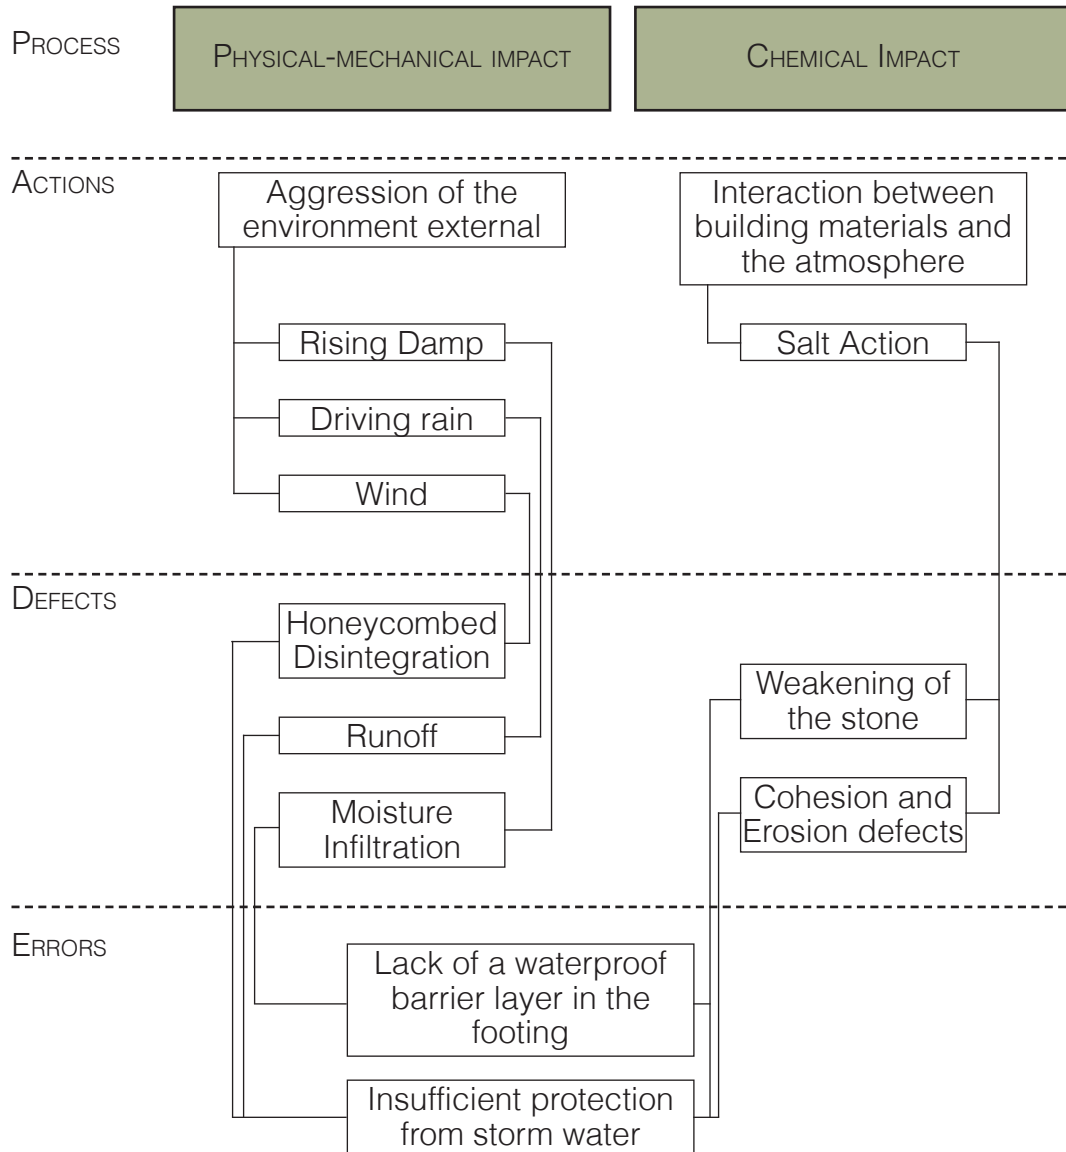 PROCESS
PHYSICAL-MECHANICAL IMPACT
CHEMICAL IMPACT
ACTIONS
Aggression of the
environment external
Interaction between
building materials and
the atmosphere
Rising Damp
Salt Action
Driving rain
Wind
DEFECTS
Honeycombed
Disintegration
Weakening of
the stone
Runoff
Moisture
Infiltration
Cohesion and
Erosion defects
ERRORS
Lack of a waterproof
barrier layer in the
footing
Insufficient protection
from storm water